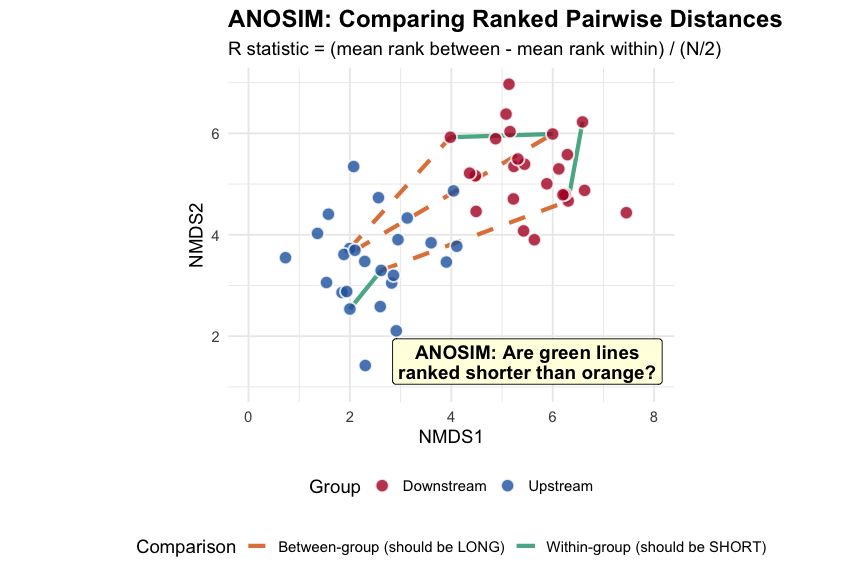 ANOSIM: Comparing Ranked Pairwise Distances
R statistic = (mean rank between - mean rank within) / (N/2)
NMDS2
6
4
2
ANOSIM: Are green lines
ranked shorter than orange?
0 2 4 6 8
NMDS1
Group Downstream Upstream
Comparison Between-group (should be LONG) Within-group (should be SHORT)